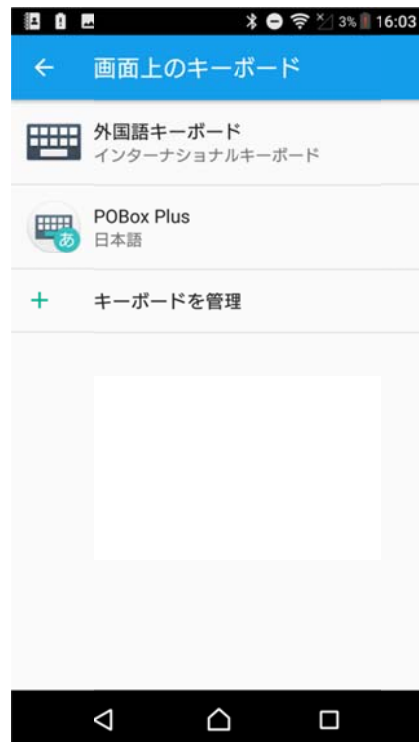 3% 16:03
画面上のキーボード
外国語キーボード
インターナショナルキーボード
POBox Plus
あ
日本語
キーボードを管理